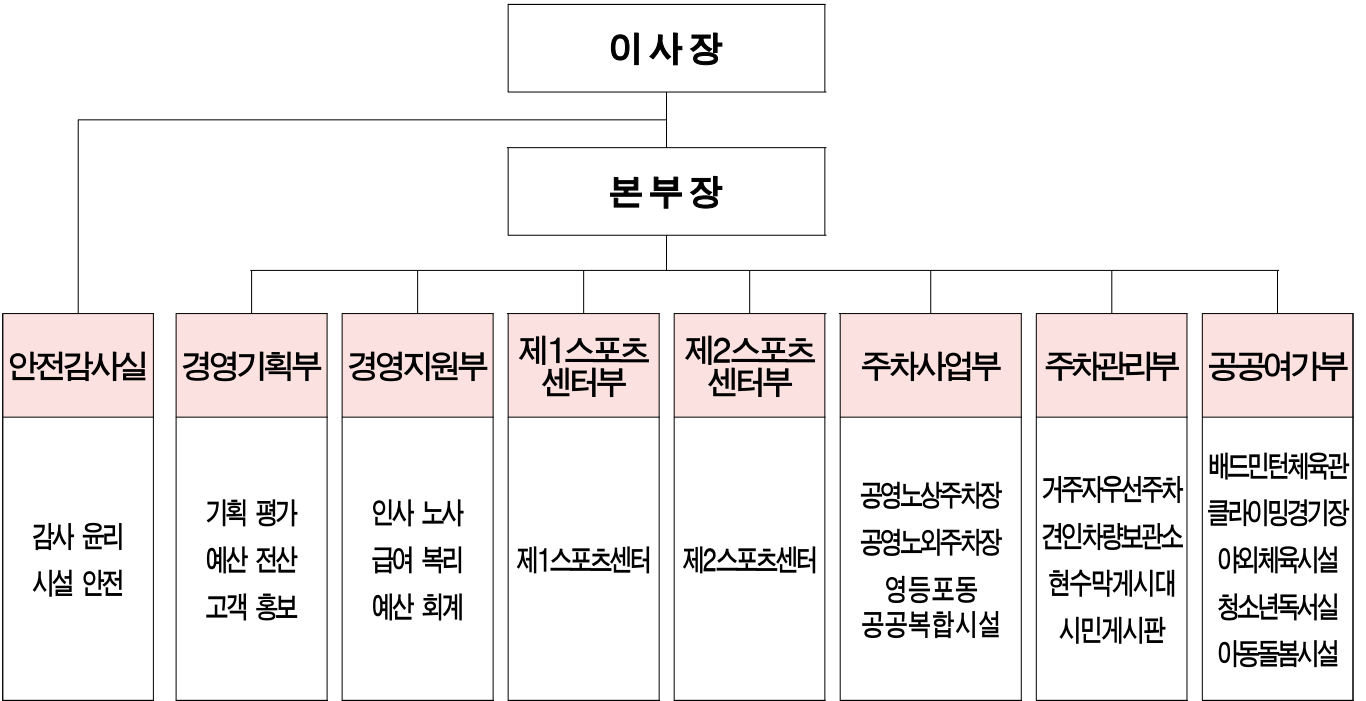 이사장
본부장
안전감사실
경영기획부
경영지원부
제1스포츠
센터부
제2스포츠
센터부
주차사업부
주차관리부
공공여가부
감사 윤리
시설 안전
기획 평가
예산 전산
고객 홍보
인사 노사
급여 복리
예산 회계
제1스포츠센터
제2스포츠센터
공영노상주차장
공영노외주차장
영등포동
공공복합시설
거주자우선주차
견인차량보관소
현수막게시대
시민게시판
배드민턴체육관
클라이밍경기장
야외체육시설
청소년독서실
아동돌봄시설